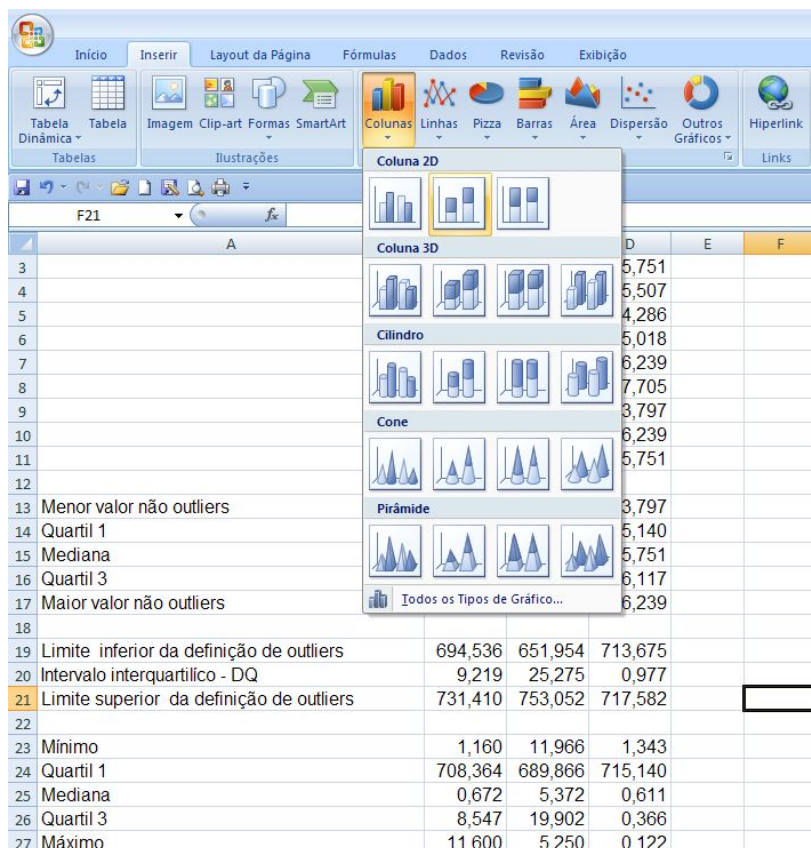 Início Inserir Layout da Página Fórmulas Dados Revisão Exibição
Tabela Dinâmica Tabela Imagem Clip-art Formas SmartArt Colunas Linhas Pizza Barras Área Dispersão Outros Gráficos Hiperlink
Tabelas Ilustrações Links
F21 fx
Coluna 2D
Coluna 3D
Cilindro
Cone
Pirâmide
Todos os Tipos de Gráfico...
A D E F
3 5,751
4 5,507
5 4,286
6 5,018
7 6,239
8 7,705
9 3,797
10 6,239
11 5,751
12
13 Menor valor não outliers 3,797
14 Quartil 1 5,140
15 Mediana 5,751
16 Quartil 3 6,117
17 Maior valor não outliers 6,239
18
19 Limite inferior da definição de outliers 694,536 651,954 713,675
20 Intervalo interquartilíco - DQ 9,219 25,275 0,977
21 Limite superior da definição de outliers 731,410 753,052 717,582
22
23 Mínimo 1,160 11,966 1,343
24 Quartil 1 708,364 689,866 715,140
25 Mediana 0,672 5,372 0,611
26 Quartil 3 8,547 19,902 0,366
27 Máximo 11,600 5,250 0,122